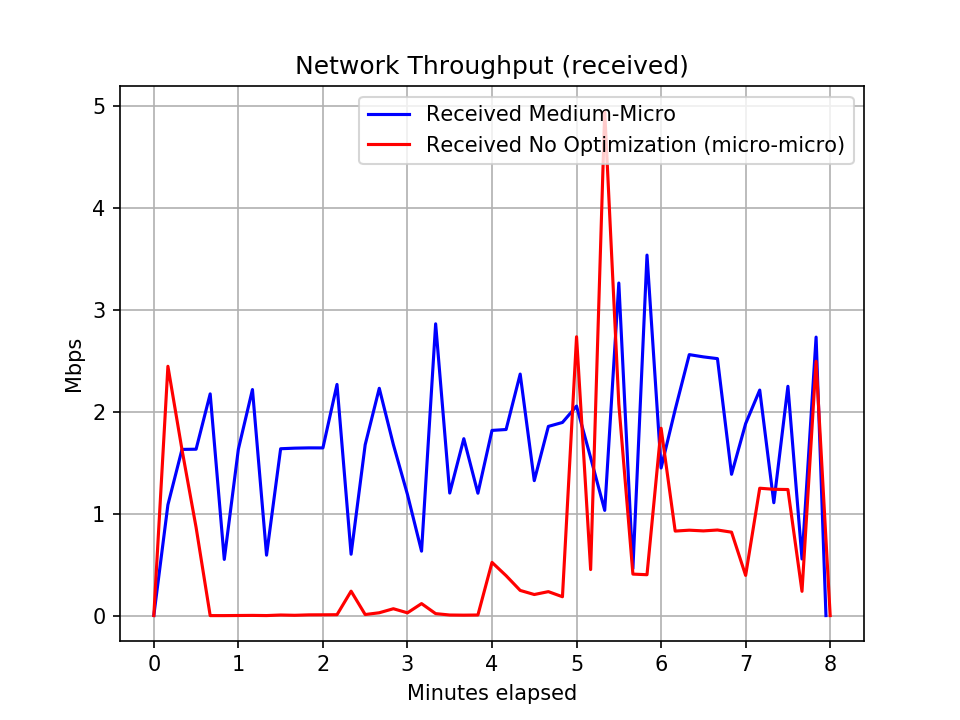 Network Throughput (received)
Received Medium-Micro
Received No Optimization (micro-micro)
5
4
3
2
1
0
Mbps
0 1 2 3 4 5 6 7 8
Minutes elapsed